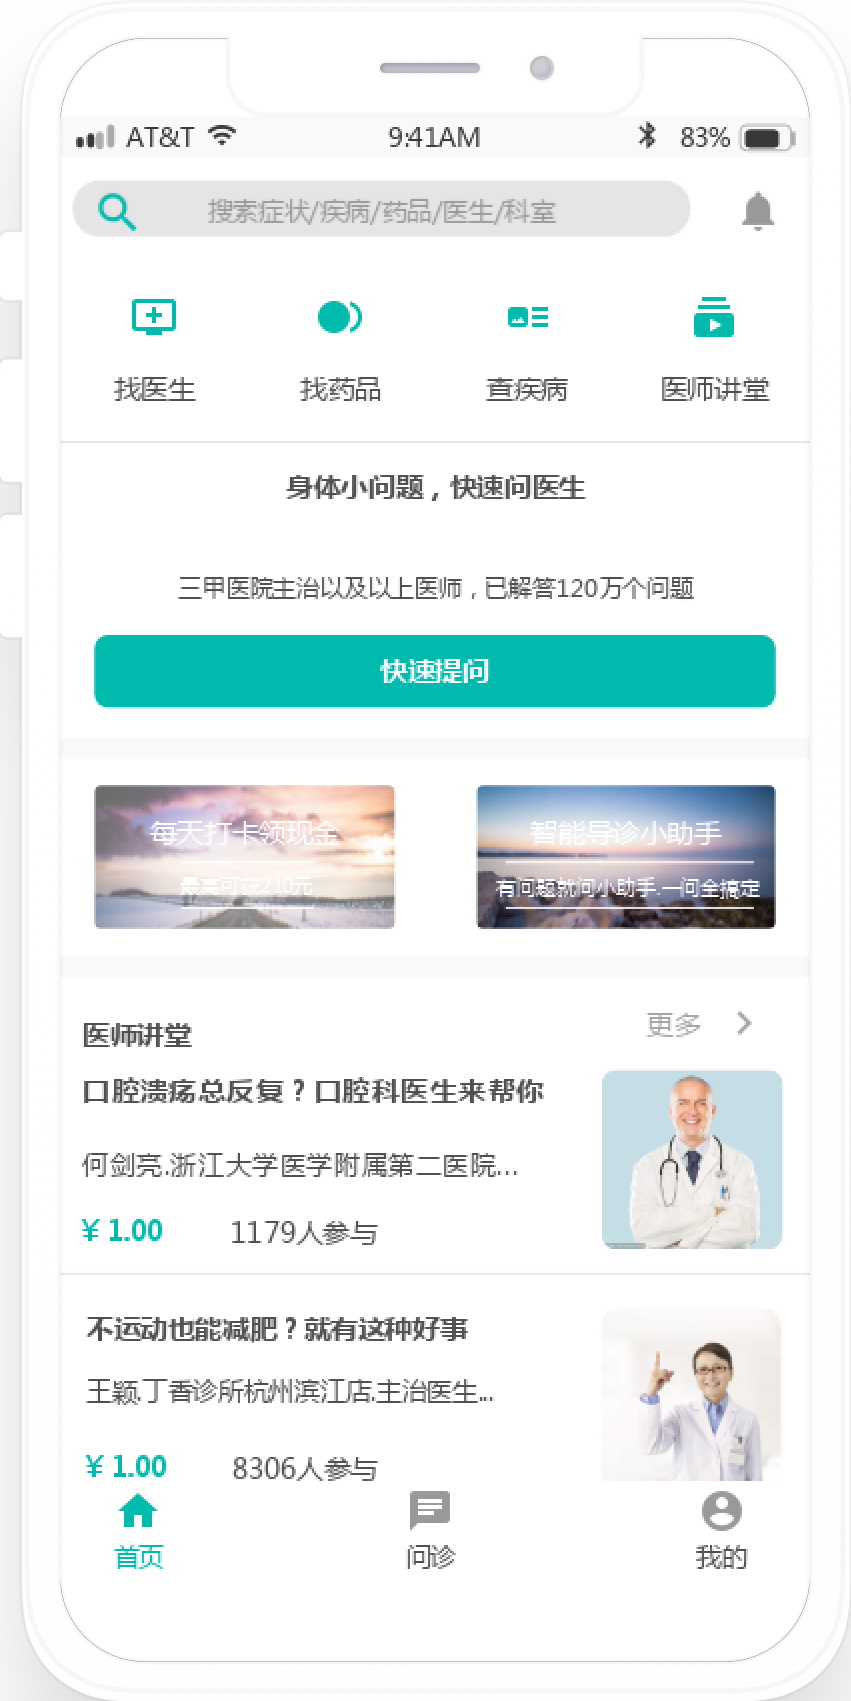 AT&T 9:41AM 83%
搜索症状/疾病/药品/医生/科室
找医生 找药品 查疾病 医师讲堂
身体小问题，快速问医生
三甲医院主治以及以上医师，已解答120万个问题
快速提问
每天打卡领现金
最高可获210元
智能导诊小助手
有问题就问小助手.一问全搞定
医师讲堂 更多
口腔溃疡总反复？口腔科医生来帮你
何剑亮.浙江大学医学附属第二医院...
¥ 1.00 1179人参与
不运动也能减肥？就有这种好事
王颖.丁香诊所杭州滨江店.主治医生...
¥ 1.00 8306人参与
首页 问诊 我的